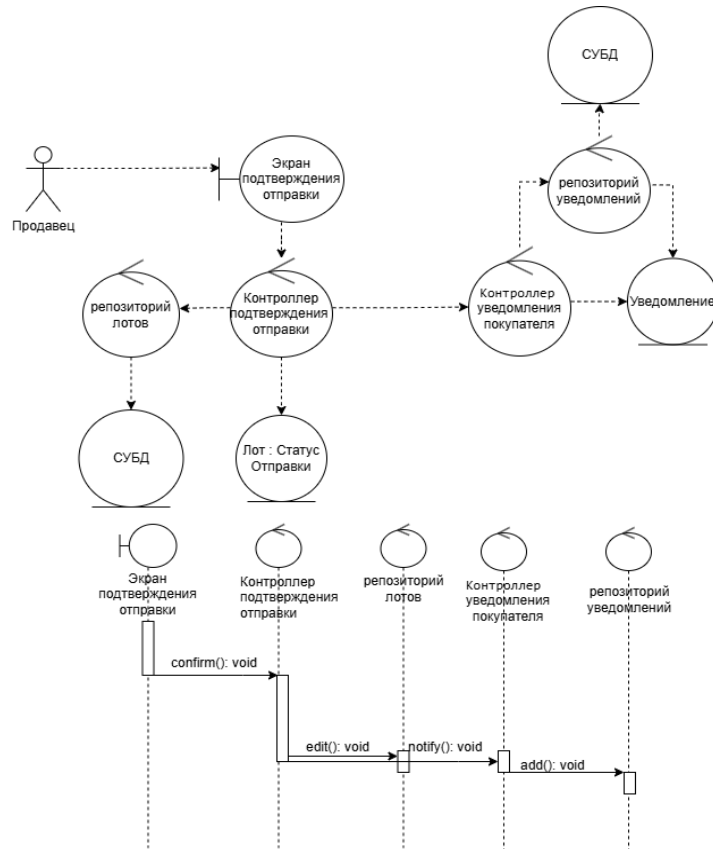 СУБД
Экран
подтверждения
отправки
репозиторий
уведомлений
Продавец
репозиторий
лотов
Контроллер
подтверждения
отправки
Контроллер
уведомления
покупателя
Уведомление
СУБД
Лот : Статус
Отправки
Экран
подтверждения
отправки
Контроллер
подтверждения
отправки
репозиторий
лотов
Контроллер
уведомления
покупателя
репозиторий
уведомлений
confirm(): void
edit(): void
notify(): void
add(): void